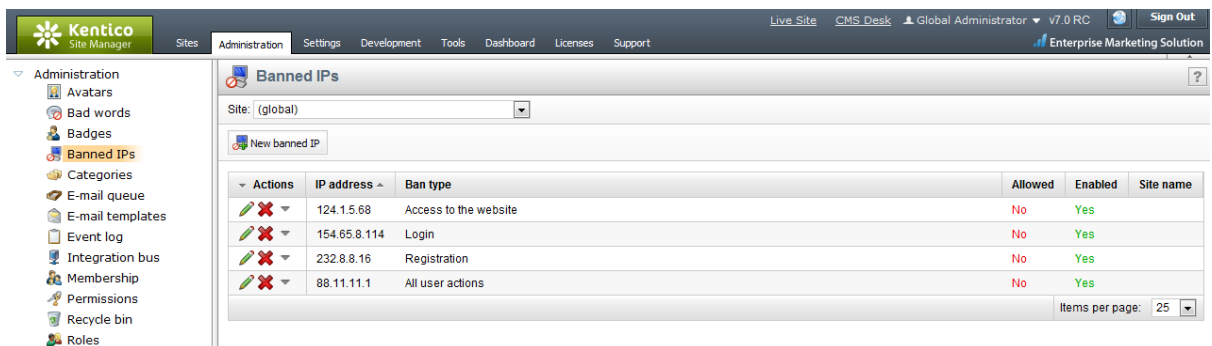 Live Site CMS Desk Global Administrator v7.0 RC Sign Out
Kentico
Site Manager
Sites Administration Settings Development Tools Dashboard Licenses Support
Enterprise Marketing Solution
Administration
Avatars
Bad words
Badges
Banned IPs
Categories
E-mail queue
E-mail templates
Event log
Integration bus
Membership
Permissions
Recycle bin
Roles
Banned IPs ?
Site: (global)
New banned IP
Actions IP address Ban type Allowed Enabled Site name
124.1.5.68 Access to the website No Yes
154.65.8.114 Login No Yes
232.8.8.16 Registration No Yes
88.11.11.1 All user actions No Yes
Items per page: 25